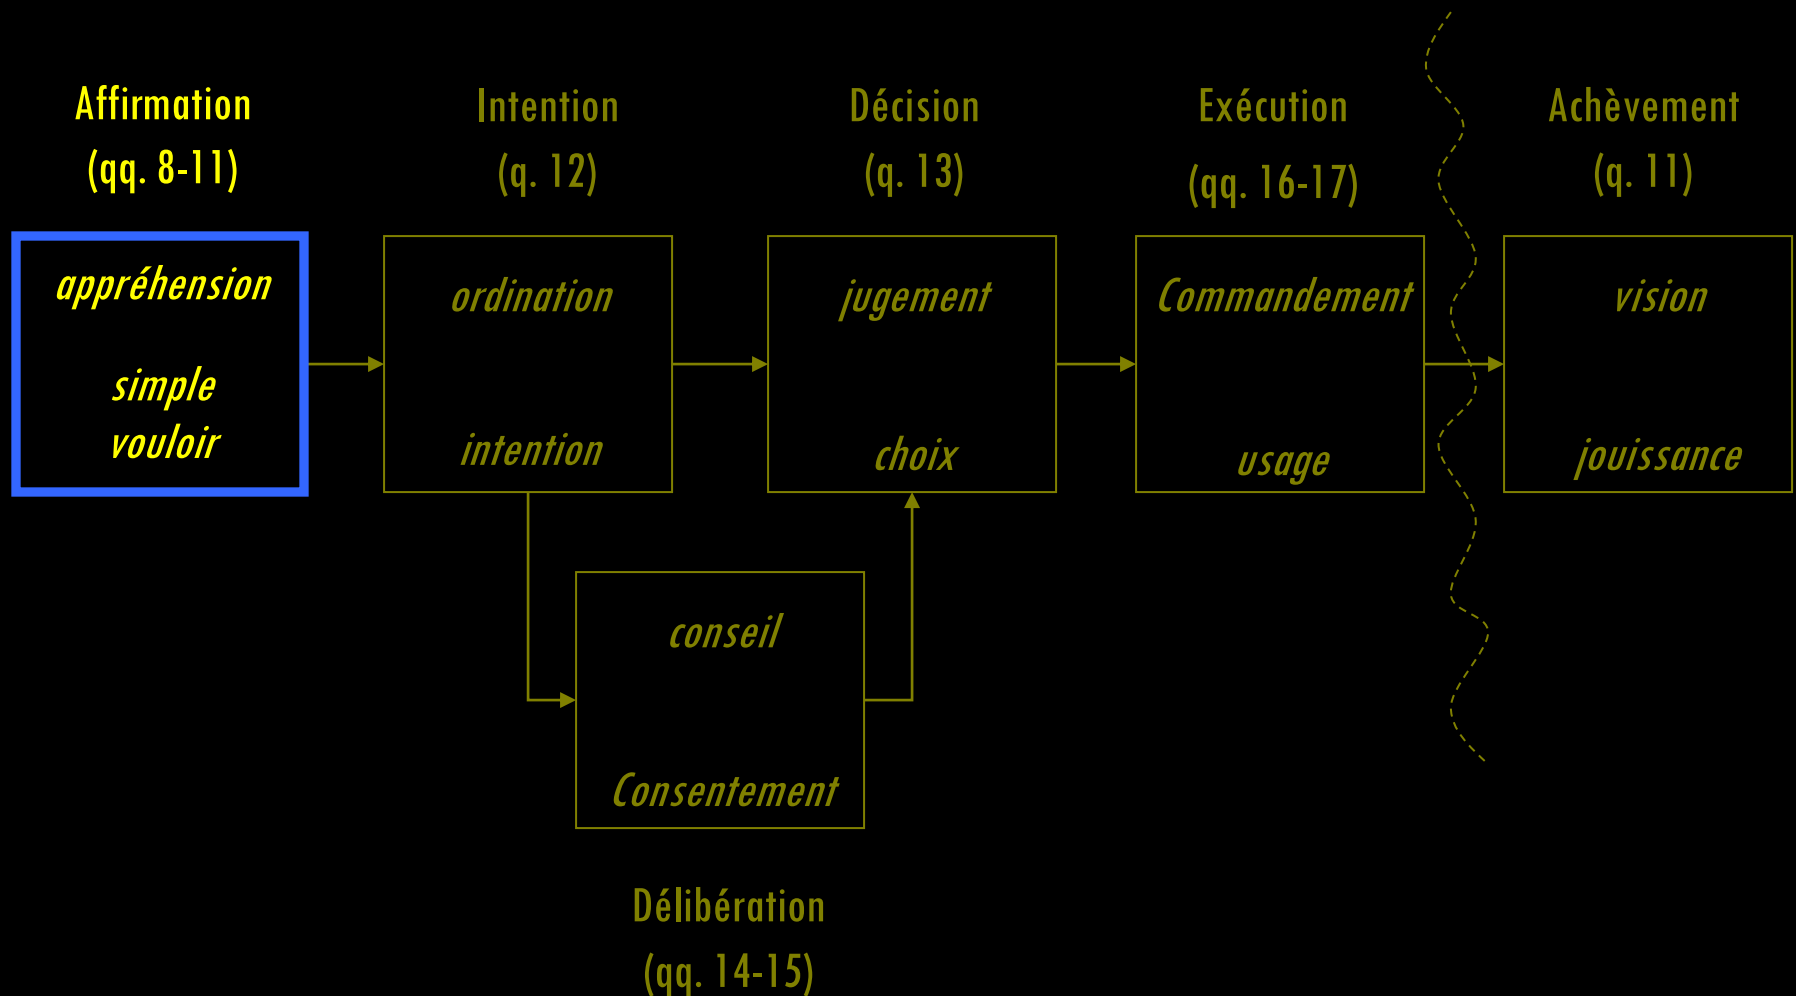 Affirmation
(qq. 8-11)
appréhension
simple
vouloir
Intention
(q. 12)
ordination
intention
Décision
(q. 13)
jugement
choix
Exécution
(qq. 16-17)
Commandement
usage
Achèvement
(q. 11)
vision
jouissance
conseil
Consentement
Délibération
(qq. 14-15)